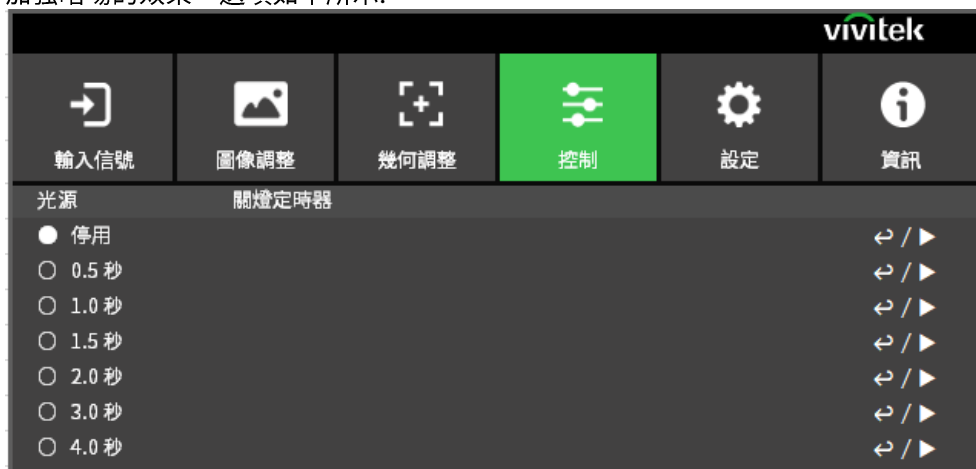 vivitek
輸入信號 圖像調整 幾何調整 控制 設定 資訊
光源 關燈定時器
停用
0.5 秒
1.0 秒
1.5 秒
2.0 秒
3.0 秒
4.0 秒